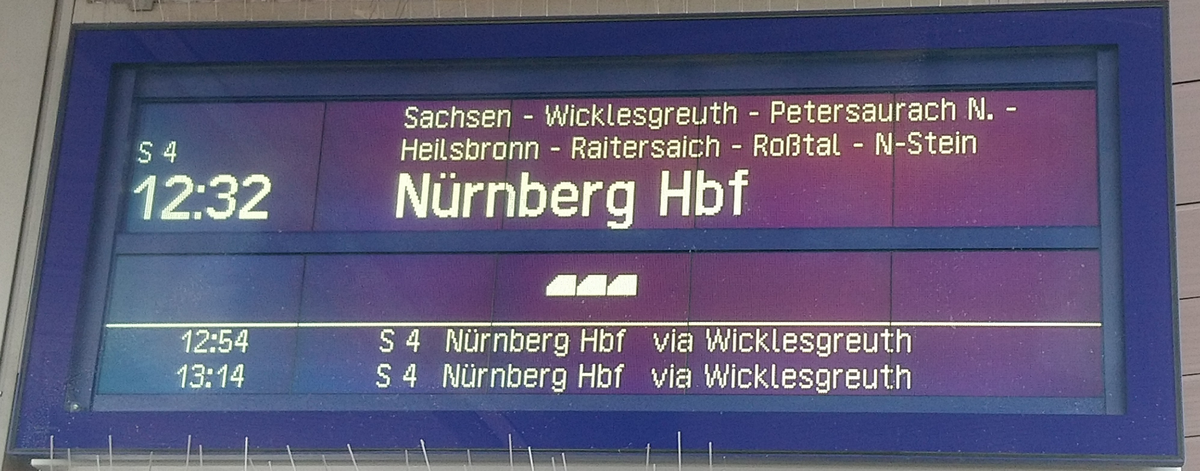 Sachsen - Wicklesgreuth - Petersaurach N. -
S 4 Heilsbronn - Raitersaich - Roßtal - N-Stein
12:32 Nürnberg Hbf
12:54 S 4 Nürnberg Hbf via Wicklesgreuth
13:14 S 4 Nürnberg Hbf via Wicklesgreuth